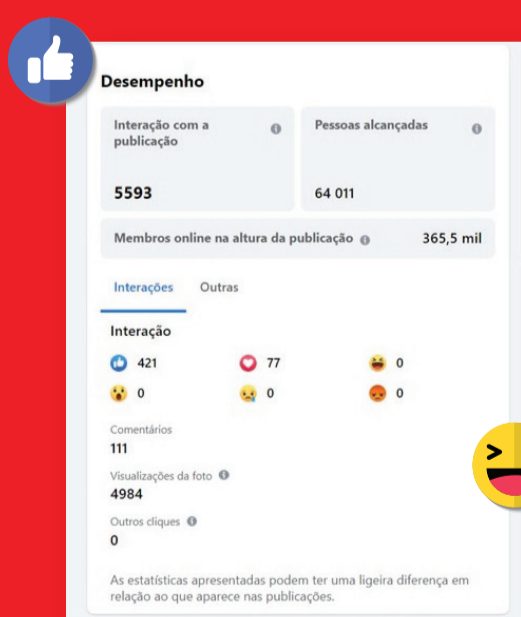 Desempenho
Interação com a
publicação
5593
Pessoas alcançadas
64 011
Membros online na altura da publicação
365,5 mil
Interações
Outras
Interação
421
77
0
0
0
0
Comentários
111
Visualizações da foto
4984
Outros cliques
0
As estatísticas apresentadas podem ter uma ligeira diferença em
relação ao que aparece nas publicações.